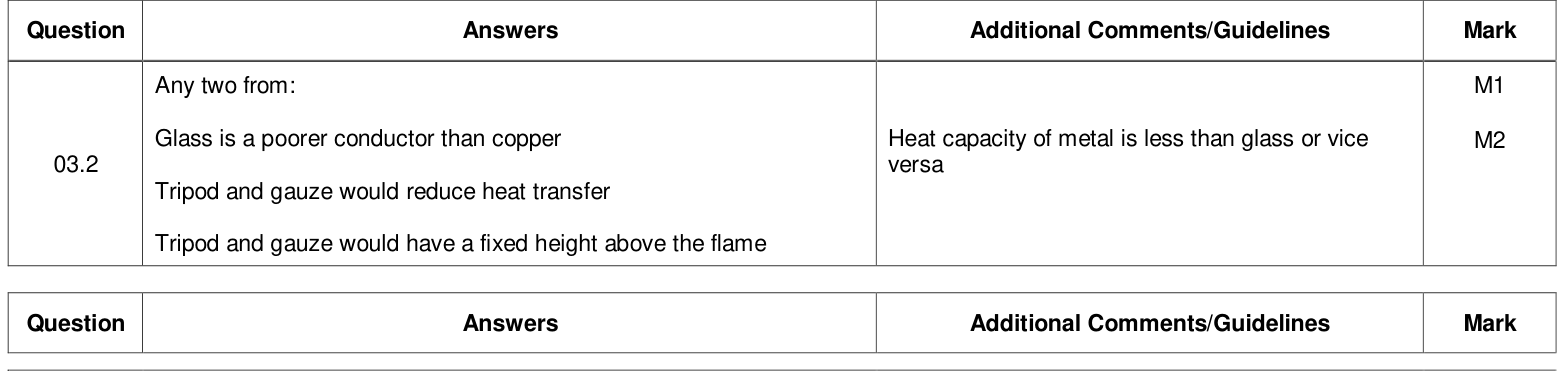 Question Answers Additional Comments/Guidelines Mark
03.2
Any two from:
Glass is a poorer conductor than copper
Tripod and gauze would reduce heat transfer
Tripod and gauze would have a fixed height above the flame
Heat capacity of metal is less than glass or vice
versa
M1
M2
Question Answers Additional Comments/Guidelines Mark